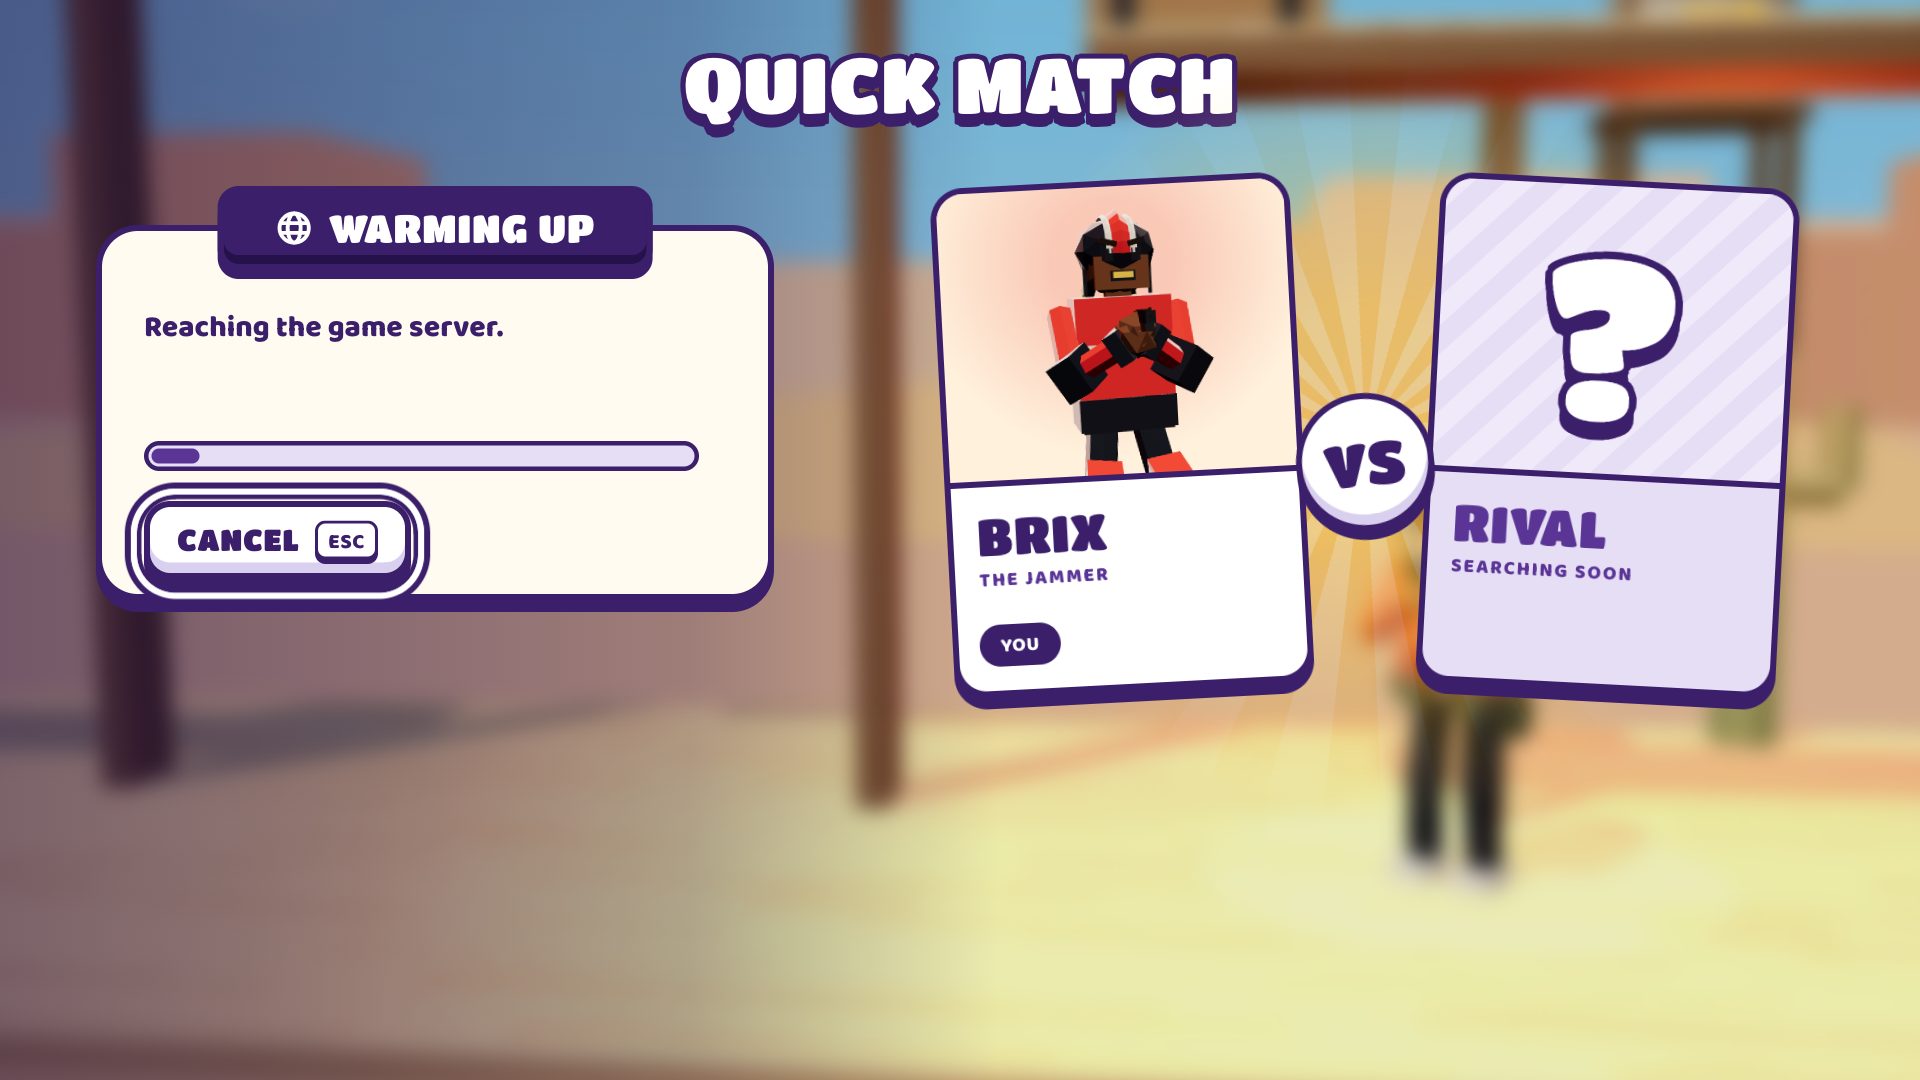 QUICK MATCH
WARMING UP
Reaching the game server.
CANCEL ESC
BRIX
THE JAMMER
YOU
VS
RIVAL
SEARCHING SOON